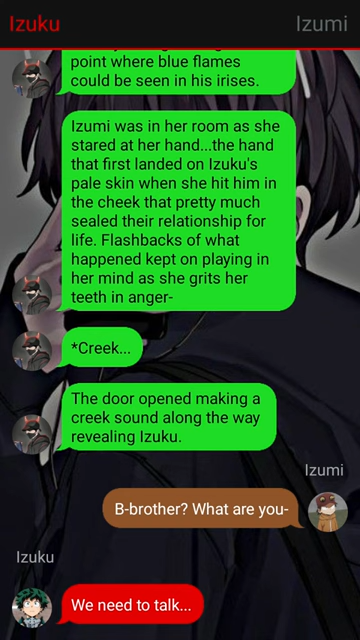 Izuku Izumi
point where blue flames
could be seen in his irises.
Izumi was in her room as she
stared at her hand...the hand
that first landed on Izuku's
pale skin when she hit him in
the cheek that pretty much
sealed their relationship for
life. Flashbacks of what
happened kept on playing in
her mind as she grits her
teeth in anger-
*Creek...
The door opened making a
creek sound along the way
revealing Izuku.
Izumi
B-brother? What are you-
Izuku
We need to talk...